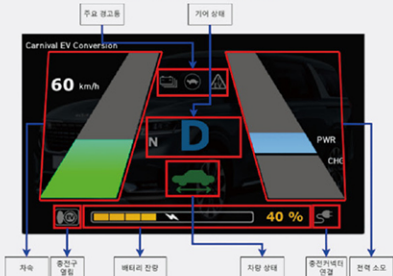 주요 경고등
기어 상태
Carnival EV Conversion
60 km/h
N D
PWR
CHG
40 %
차속
충전구
열림
배터리 잔량
차량 상태
충전커넥터
연결
전력 소모